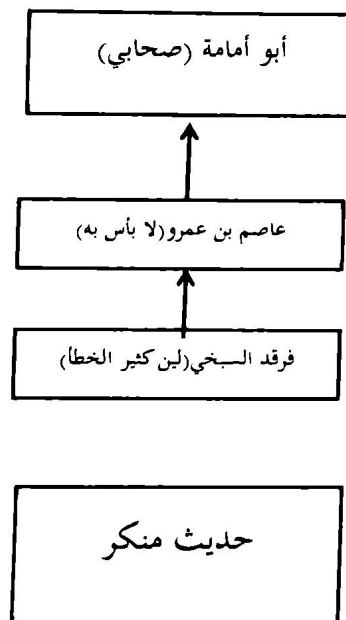 أبو أمامة (صحابي)
عاصم بن عمرو(لا بأس به)
فرقد السبخي(لين كثير الخطأ)
حديث منكر